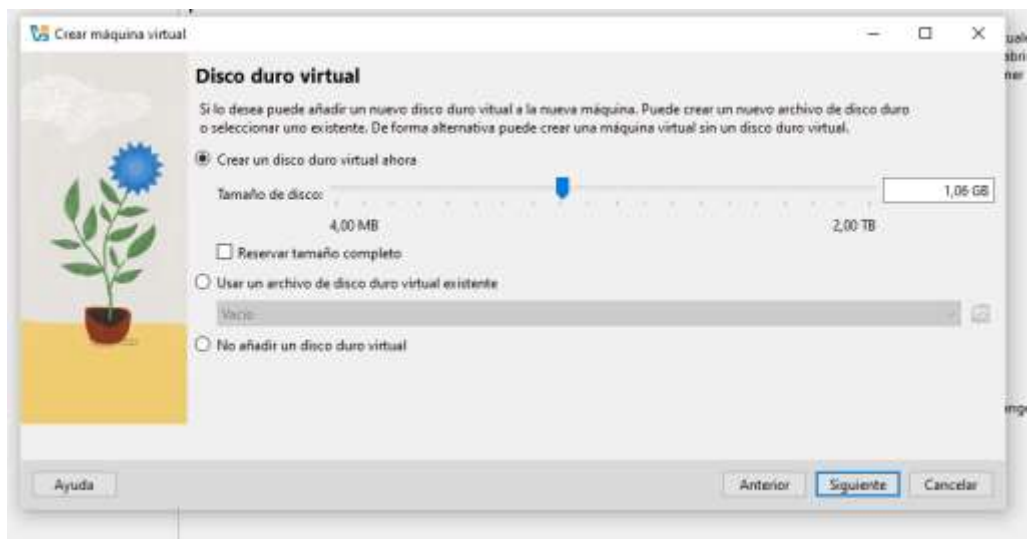 Crear máquina virtual
Disco duro virtual
Si lo desea puede añadir un nuevo disco duro vitual a la nueva máquina. Puede crear un nuevo archivo de disco duro
o seleccionar uno existente. De forma alternativa puede crear una máquina virtual sin un disco duro virtual.
Crear un disco duro virtual ahora
Tamaño de disco:
1,06 GB
4,00 MB
2,00 TB
Reservar tamaño completo
Usar un archivo de disco duro virtual existente
Vacío
No añadir un disco duro virtual
Ayuda
Anterior
Siguiente
Cancelar